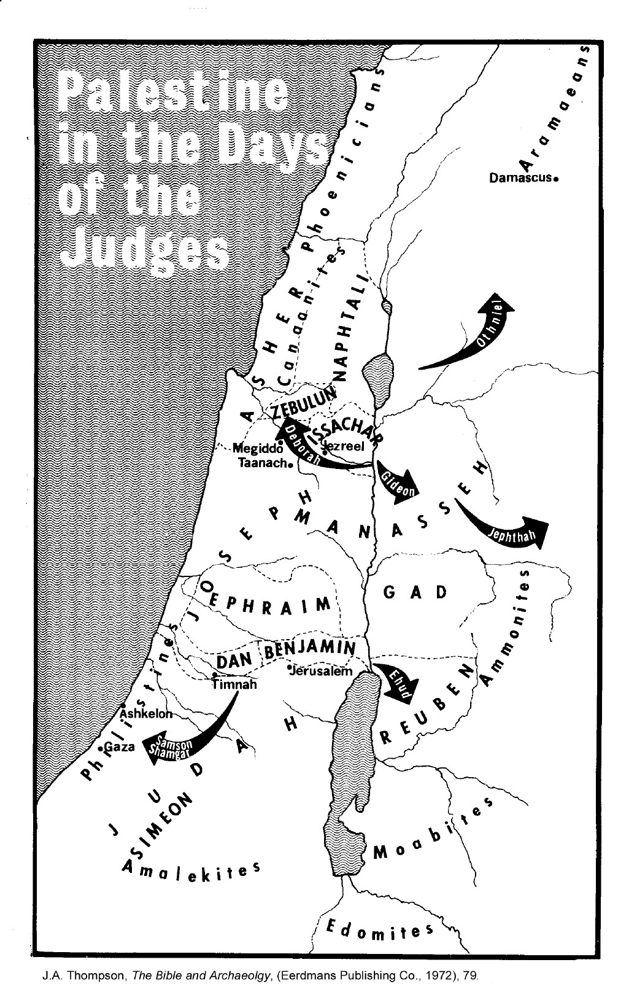 Palestine
in the Days
of the
Judges
Phoenicians
Aramaeans
Damascus
ASHER
Canaanites
NAPHTALI
Othniel
ZEBULUN
ISSACHAR
Deborah
Jezreel
Megiddo
Taanach
Gideon
MANASSEH
Jephthah
JOSEPH
EPHRAIM
GAD
Ammonites
DAN
BENJAMIN
Jerusalem
Timnah
Ehud
REUBEN
Philistines
Ashkelon
Gaza
Samson
Shamgar
JUDAH
SIMEON
Amalekites
Moabites
Edomites
J.A. Thompson, The Bible and Archaeolgy, (Eerdmans Publishing Co., 1972), 79.